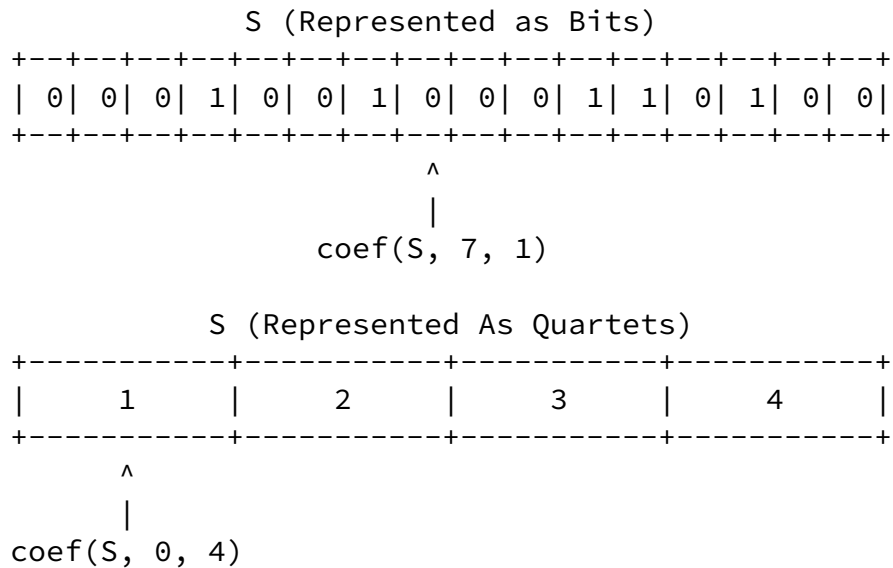 S (Represented as Bits)
+--+--+--+--+--+--+--+--+--+--+--+--+--+--+--+--+
| 0| 0| 0| 1| 0| 0| 1| 0| 0| 0| 1| 1| 0| 1| 0| 0|
+--+--+--+--+--+--+--+--+--+--+--+--+--+--+--+--+
^
|
coef(S, 7, 1)
S (Represented As Quartets)
+-----------+-----------+-----------+-----------+
| 1 | 2 | 3 | 4 |
+-----------+-----------+-----------+-----------+
^
|
coef(S, 0, 4)